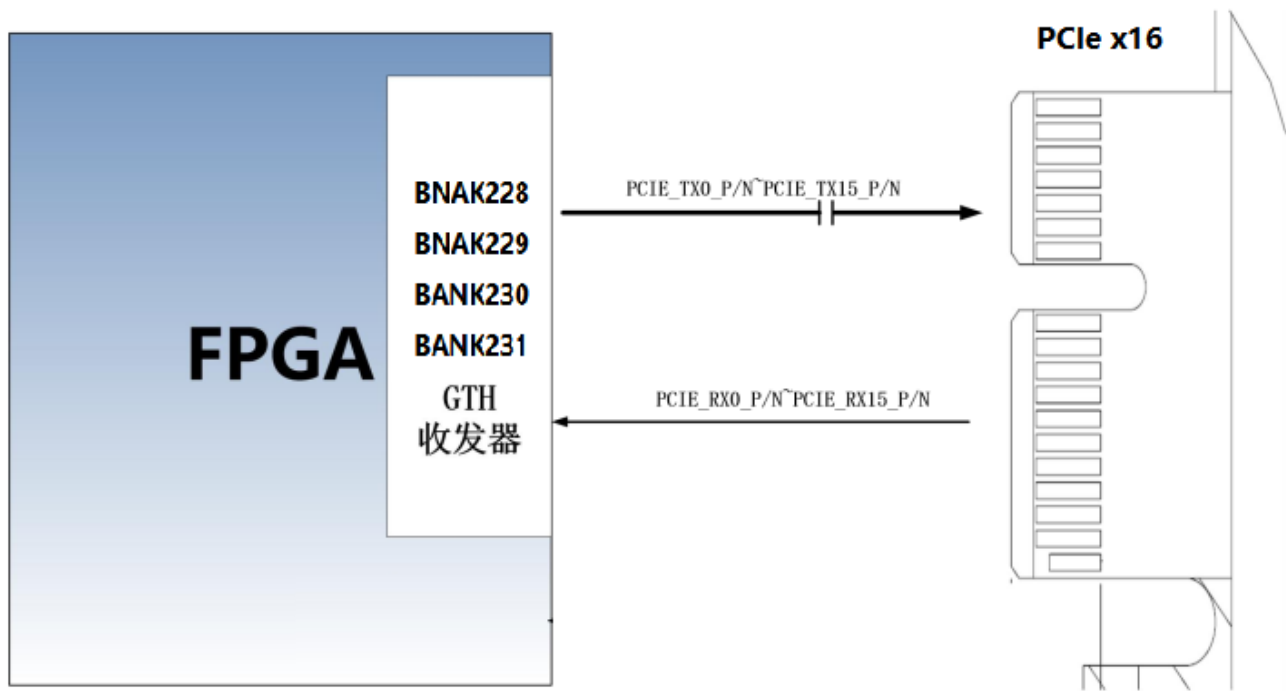 PCIe x16
BNAK228
PCIE_TX0_P/N~PCIE_TX15_P/N
BNAK229
BANK230
BANK231
FPGA
GTH
收发器
PCIE_RX0_P/N~PCIE_RX15_P/N